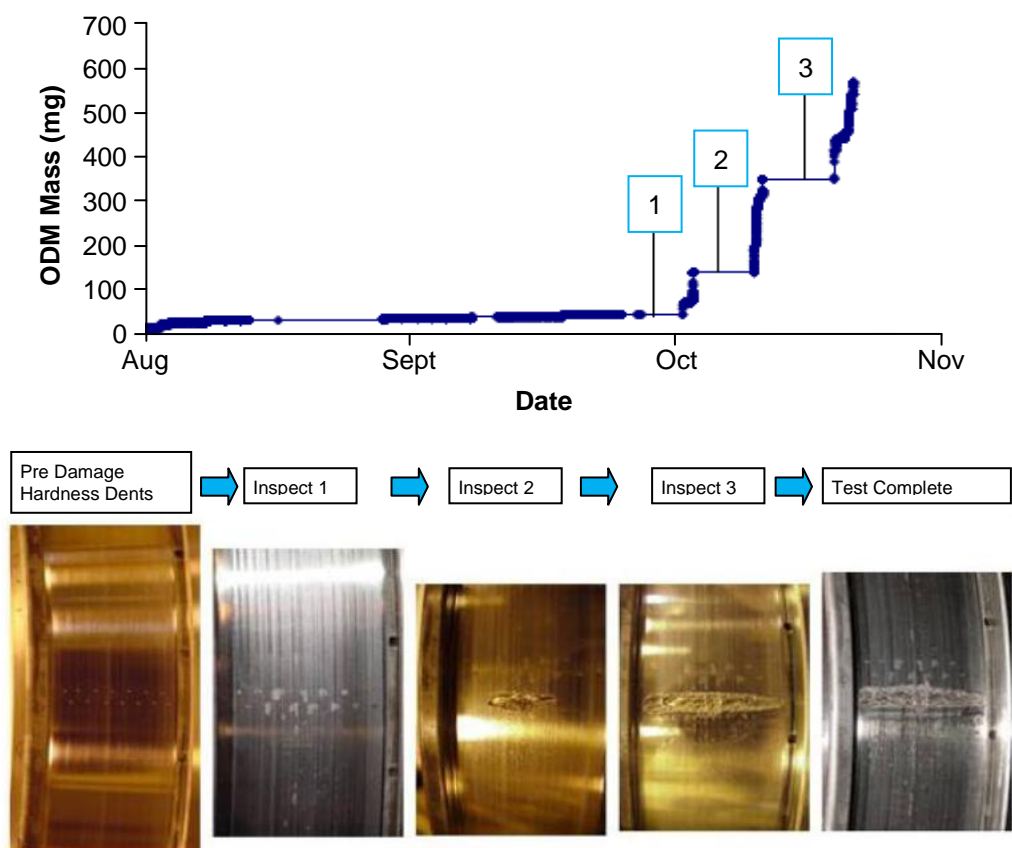 700
600
500
400
300
200
100
0
ODM Mass (mg)
1
2
3
Aug Sept Oct Nov
Date
Pre Damage
Hardness Dents
Inspect 1
Inspect 2
Inspect 3
Test Complete